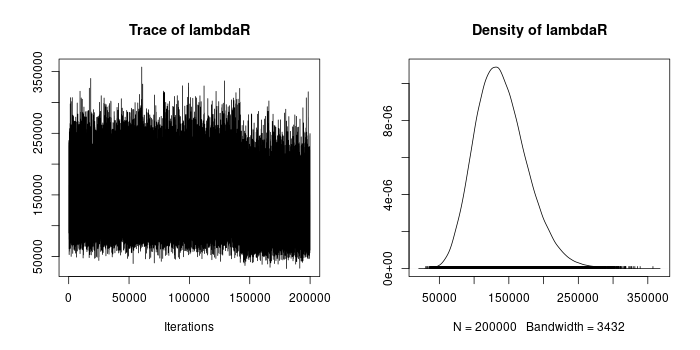 Trace of lambdaR
350000
250000
150000
50000
0
50000
100000
150000
200000
Iterations
Density of lambdaR
8e-06
4e-06
0e+00
50000
150000
250000
350000
N = 200000 Bandwidth = 3432